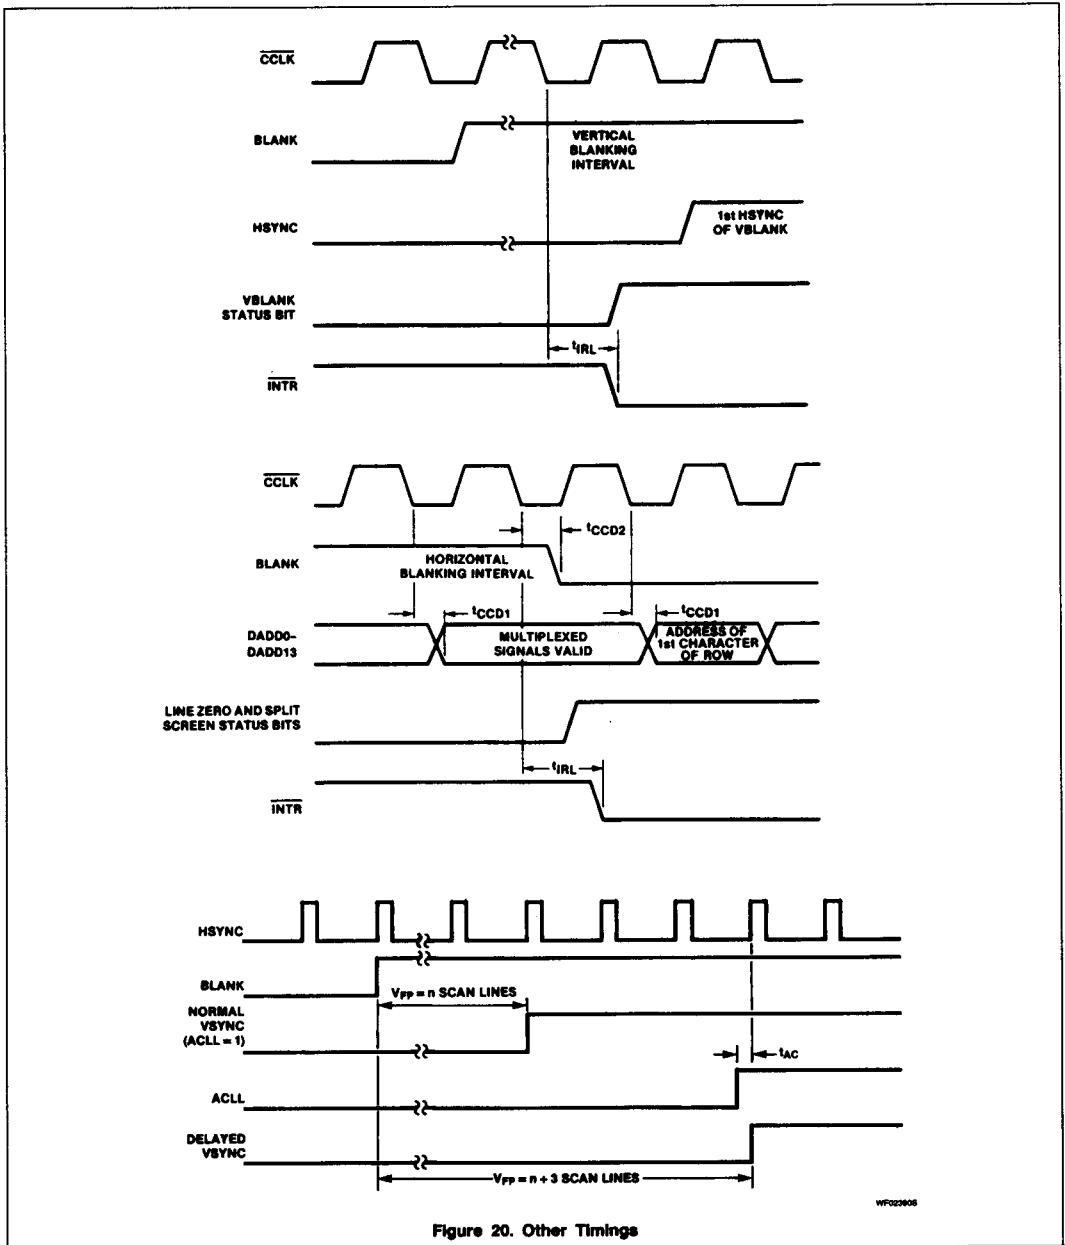 CCLK
BLANK
VERTICAL
BLANKING
INTERVAL
HSYNC
1st HSYNC
OF VBLANK
VBLANK
STATUS BIT
tIRL
INTR
CCLK
tCCD2
BLANK
HORIZONTAL
BLANKING INTERVAL
tCCD1
tCCD1
DADD0–
DADD13
MULTIPLEXED
SIGNALS VALID
ADDRESS OF
1st CHARACTER
OF ROW
LINE ZERO AND SPLIT
SCREEN STATUS BITS
tIRL
INTR
HSYNC
BLANK
VFP = n SCAN LINES
NORMAL
VSYNC
(ACLL = 1)
tAC
ACLL
DELAYED
VSYNC
VFP = n + 3 SCAN LINES
WF02390S
Figure 20. Other Timings